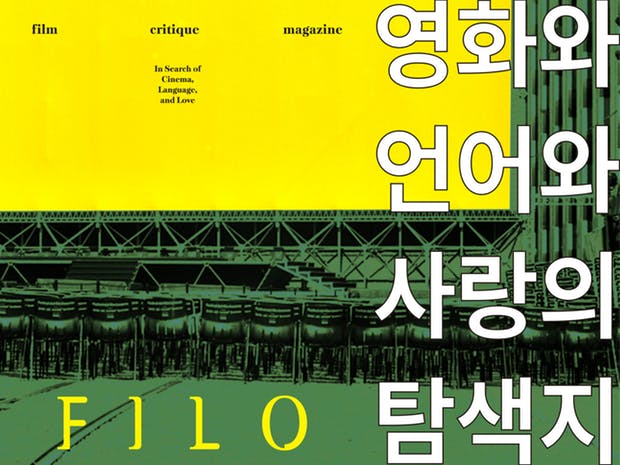 film critique magazine
In Search of
Cinema,
Language,
and Love
영화와
언어와
사랑의
탐색지
FILO